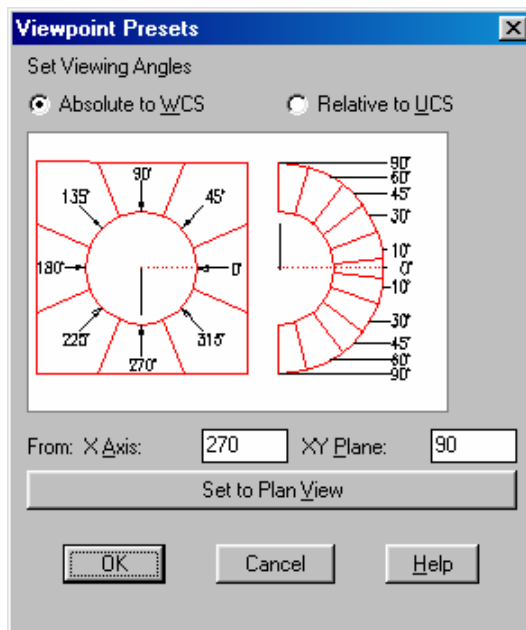 Viewpoint Presets
Set Viewing Angles
Absolute to WCS
Relative to UCS
90°
135°
45°
180°
0°
225°
315°
270°
90°
60°
45°
30°
10°
0°
10°
30°
45°
60°
90°
From: X Axis: 270 XY Plane: 90
Set to Plan View
OK Cancel Help